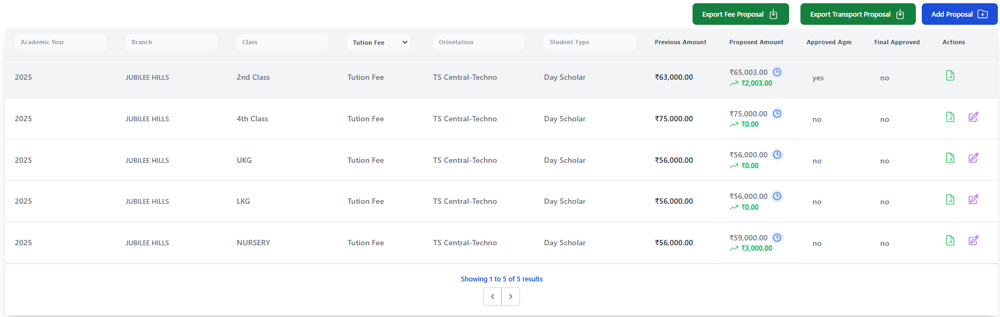 Export Fee Proposal
Export Transport Proposal
Add Proposal
Academic Year Branch Class Tution Fee Orientation Student Type Previous Amount Proposed Amount Approved Agm Final Approved Actions
2025 JUBILEE HILLS 2nd Class Tution Fee TS Central-Techno Day Scholar ₹63,000.00 ₹65,003.00 yes no
₹2,003.00
2025 JUBILEE HILLS 4th Class Tution Fee TS Central-Techno Day Scholar ₹75,000.00 ₹75,000.00 no no
₹0.00
2025 JUBILEE HILLS UKG Tution Fee TS Central-Techno Day Scholar ₹56,000.00 ₹56,000.00 no no
₹0.00
2025 JUBILEE HILLS LKG Tution Fee TS Central-Techno Day Scholar ₹56,000.00 ₹56,000.00 no no
₹0.00
2025 JUBILEE HILLS NURSERY Tution Fee TS Central-Techno Day Scholar ₹56,000.00 ₹59,000.00 no no
₹3,000.00
Showing 1 to 5 of 5 results